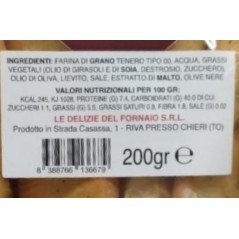 INGREDIENTI: FARINA DI GRANO TENERO TIPO 00, ACQUA, GRASSI
VEGETALI (OLIO DI GIRASOLI E DI SOIA, DESTROSIO, ZUCCHERO),
OLIO DI OLIVA, LIEVITO, SALE, ESTRATTO DI MALTO, OLIVE NERE.
VALORI NUTRIZIONALI PER 100 GR:
KCAL 245, KJ 1028, PROTEINE (G) 7.4, CARBOIDRATI (G) 40.0 DI CUI
ZUCCHERI 1.1, GRASSI (G) 5.5, GRASSI SATURI 0.8, FIBRA 1.8, SALE (G) 0.02
LE DELIZIE DEL FORNAIO S.R.L.
Prodotto in Strada Casassa, 1 - RIVA PRESSO CHIERI (TO)
200gr e
8 388766 136679